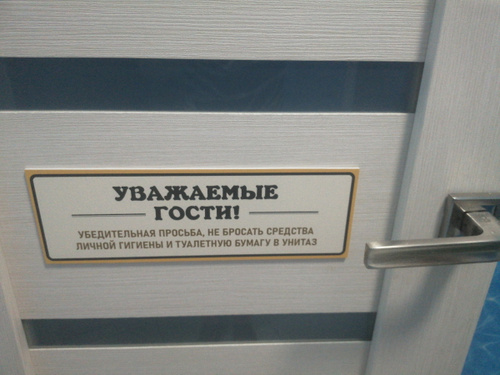 УВАЖАЕМЫЕ
ГОСТИ!
УБЕДИТЕЛЬНАЯ ПРОСЬБА, НЕ БРОСАТЬ СРЕДСТВА
ЛИЧНОЙ ГИГИЕНЫ И ТУАЛЕТНУЮ БУМАГУ В УНИТАЗ